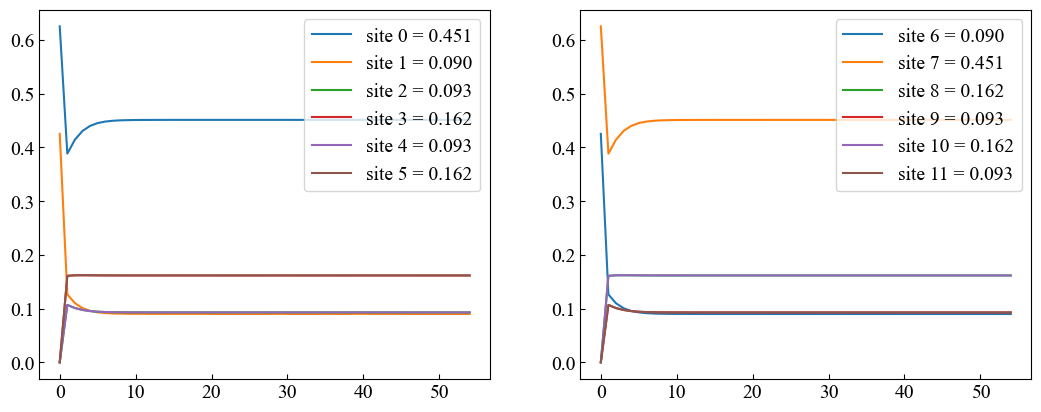 0.6
0.5
0.4
0.3
0.2
0.1
0.0
0 10 20 30 40 50
site 0 = 0.451
site 1 = 0.090
site 2 = 0.093
site 3 = 0.162
site 4 = 0.093
site 5 = 0.162
0.6
0.5
0.4
0.3
0.2
0.1
0.0
0 10 20 30 40 50
site 6 = 0.090
site 7 = 0.451
site 8 = 0.162
site 9 = 0.093
site 10 = 0.162
site 11 = 0.093